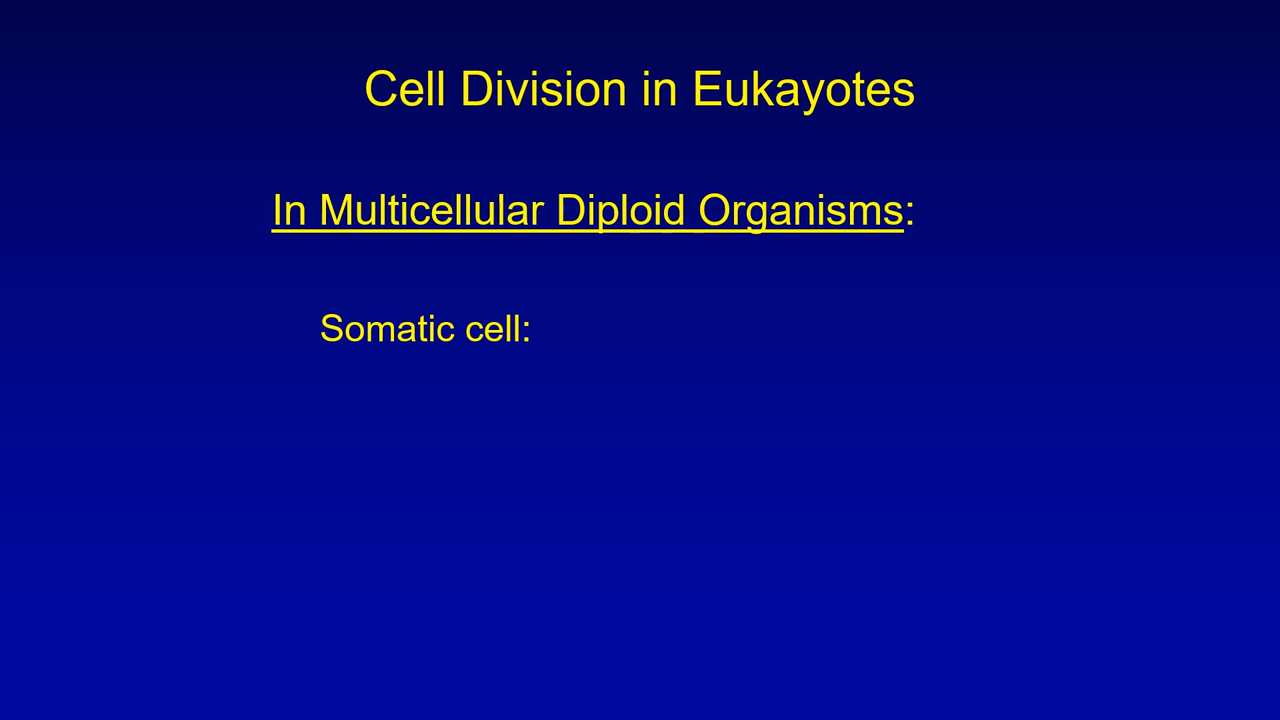 Cell Division in Eukayotes
In Multicellular Diploid Organisms:
Somatic cell: